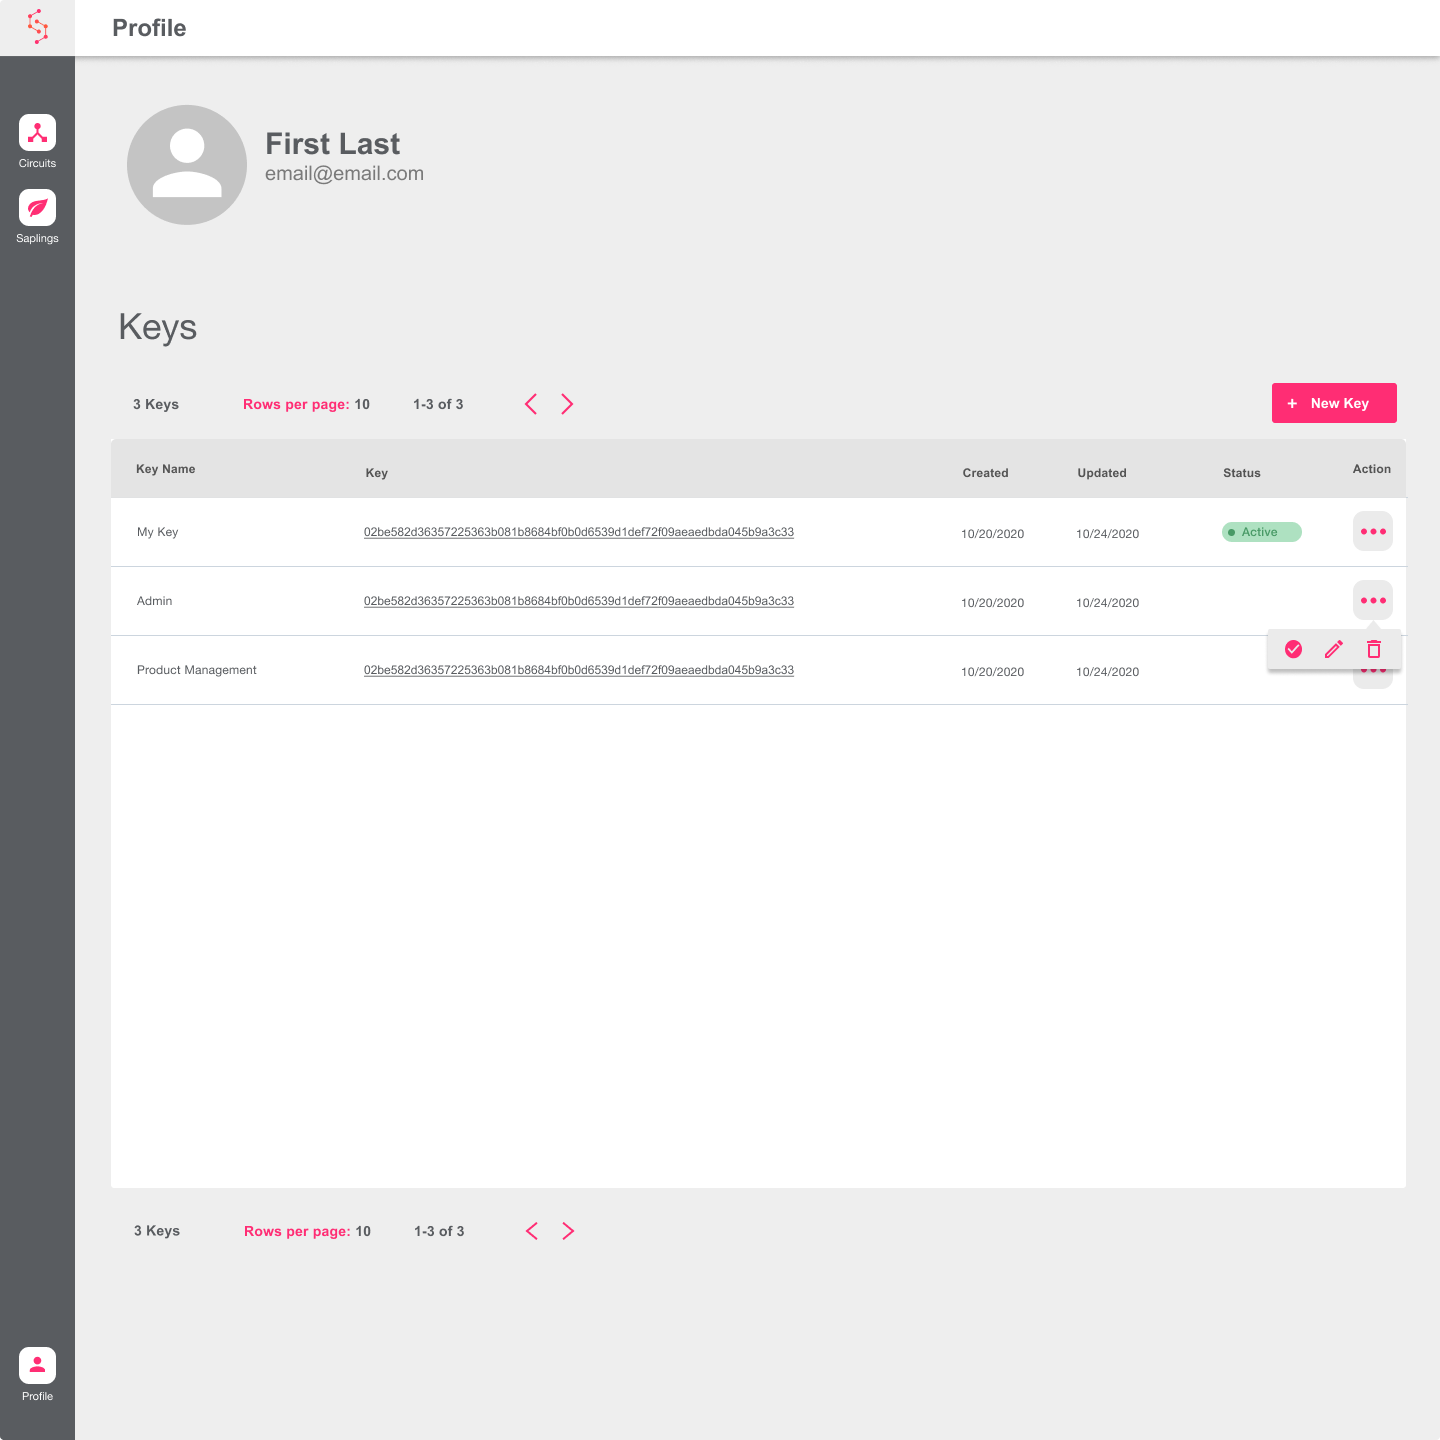 Profile
Circuits
Saplings
First Last
email@email.com
Keys
3 Keys Rows per page: 10 1-3 of 3
+ New Key
Key Name Key Created Updated Status Action
My Key 02be582d36357225363b081b8684bf0b0d6539d1def72f09aeaedbda045b9a3c33 10/20/2020 10/24/2020 Active
Admin 02be582d36357225363b081b8684bf0b0d6539d1def72f09aeaedbda045b9a3c33 10/20/2020 10/24/2020
Product Management 02be582d36357225363b081b8684bf0b0d6539d1def72f09aeaedbda045b9a3c33 10/20/2020 10/24/2020
3 Keys Rows per page: 10 1-3 of 3
Profile